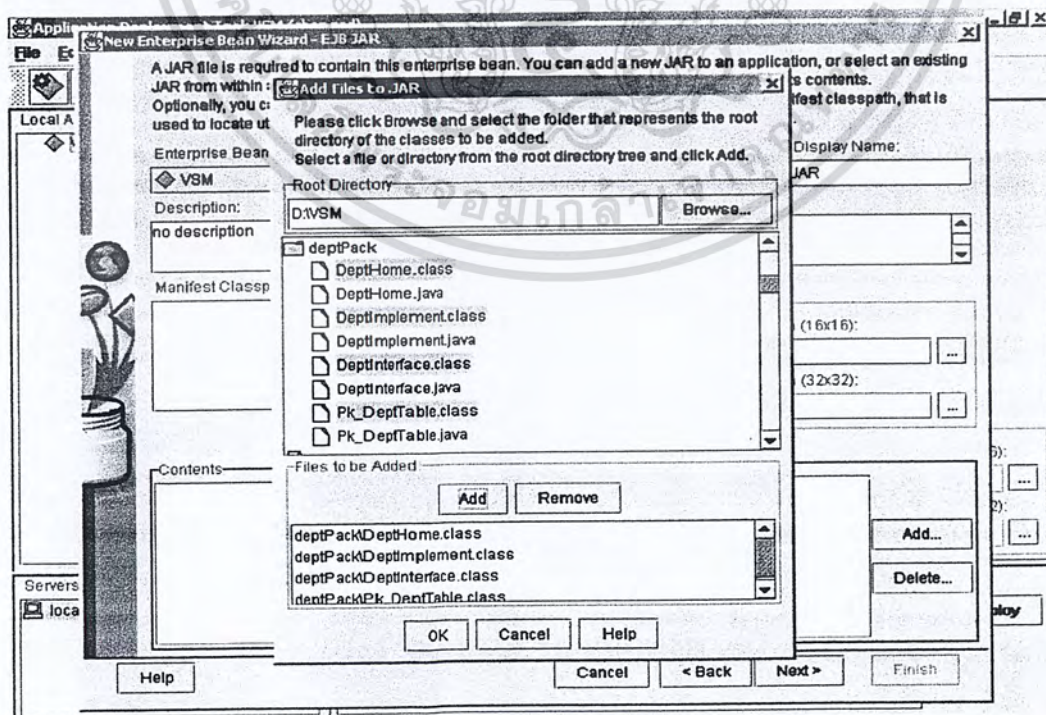 New Enterprise Bean Wizard - EJB JAR
File
A JAR file is required to contain this enterprise bean. You can add a new JAR to an application, or select an existing
JAR from within
s contents.
Optionally, you
ifest classpath, that is
used to locate
Local A
Enterprise Bean
Display Name:
VSM
JAR
Description:
no description
Manifest Classp
(16x16):
...
(32x32):
...
Contents
Add...
Delete...
Servers
loca
ploy
Help
Cancel
< Back
Next >
Finish
Add Files to .JAR
Please click Browse and select the folder that represents the root
directory of the classes to be added.
Select a file or directory from the root directory tree and click Add.
Root Directory
D:\VSM
Browse...
deptPack
DeptHome.class
DeptHome.java
DeptImplement.class
DeptImplement.java
DeptInterface.class
DeptInterface.java
Pk_DeptTable.class
Pk_DeptTable.java
Files to be Added
Add
Remove
deptPack\DeptHome.class
deptPack\DeptImplement.class
deptPack\DeptInterface.class
deptPack\Pk_DeptTable.class
OK
Cancel
Help